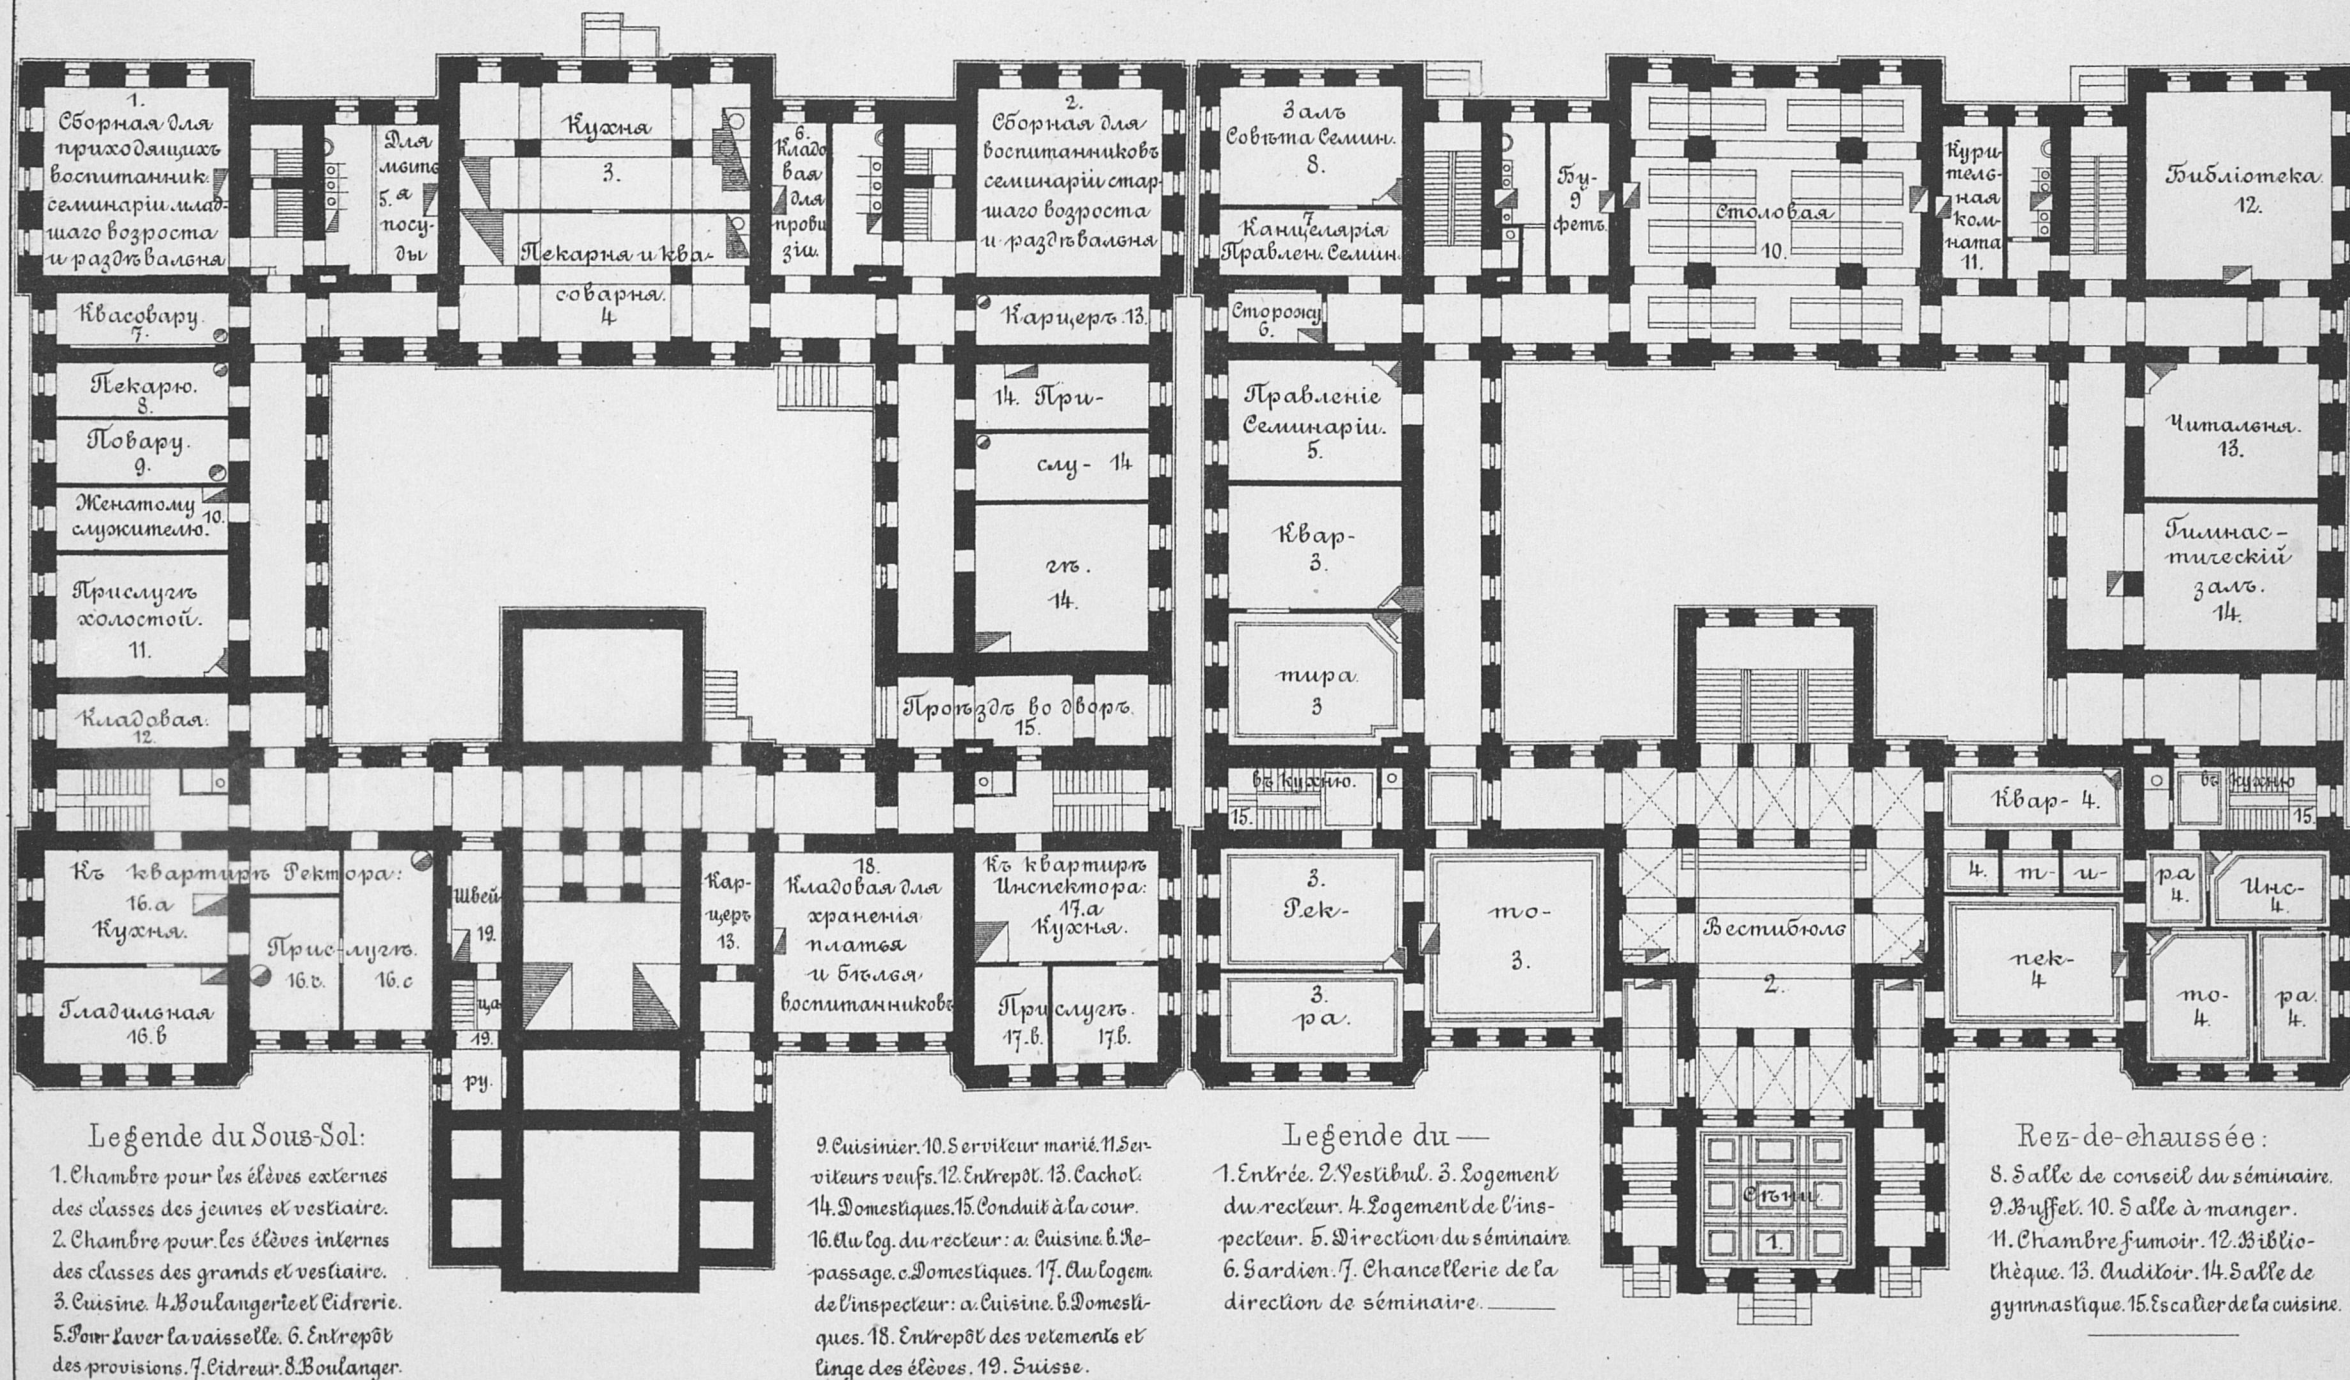 1.
Сборная для
приходящихъ
воспитанник.
семинаріи млад-
шаго возроста
и раздѣвальня
Для
мытья
5.
посу-
ды
Кухня
3.
Пекарня и ква-
соварня.
4
6.
Кладо
вая
для
прови
зіи.
2.
Сборная для
воспитанниковъ
семинаріи стар-
шаго возроста
и раздѣвальня
Квасовару.
7.
Пекарю.
8.
Повару.
9.
Женатому
служителю. 10.
Прислугѣ
холостой.
11.
Кладовая.
12.
Карцеръ. 13.
14. При-
слу- 14
гѣ.
14.
Проѣздъ во дворъ.
15.
Къ квартирѣ Ректора:
16.а
Кухня.
Гладильная
16.b
Прислугѣ.
16.c. 16.c
Швей
19.
ца
19.
ру.
Кар-
церъ
13.
18.
Кладовая для
храненія
платья
и бѣлья
воспитанниковъ
Къ квартирѣ
Инспектора:
17.а
Кухня.
Прислугѣ.
17.b. 17.b.
Legende du Sous-Sol:
1. Chambre pour les élèves externes
des classes des jeunes et vestiaire.
2. Chambre pour les élèves internes
des classes des grands et vestiaire.
3. Cuisine. 4. Boulangerie et Cidrerie.
5. Pour Laver la vaisselle. 6. Entrepôt
des provisions. 7. Cidreur. 8. Boulanger.
9. Cuisinier. 10. Serviteur marié. 11. Ser-
viteurs veufs. 12. Entrepôt. 13. Cachot.
14. Domestiques. 15. Conduit à la cour.
16. Au log. du recteur: a. Cuisine. b. Re-
passage. c. Domestiques. 17. Au logem.
de l'inspecteur: a. Cuisine. b. Domesti-
ques. 18. Entrepôt des vetements et
linge des élèves. 19. Suisse.
Залъ
Совѣта Семин.
8.
7
Канцелярія
Правлен. Семин.
Сторожу
6.
Правленіе
Семинаріи.
5.
Квар-
3.
тира.
3
Бу-
9
фетъ.
Столовая
10.
Кури-
тель-
ная
ком-
ната
11.
Библіотека.
12.
Читальня.
13.
Гимнас-
тическій
залъ.
14.
въ кухню.
15.
3.
Рек-
то-
3.
3.
ра.
Вестибюль
2.
Сѣни.
1.
Квар- 4.
4. т- и-
ра
4.
въ кухню
15.
Инс-
4.
пек-
4
то-
4.
ра.
4.
Legende du —
1. Entrée. 2. Vestibul. 3. Logement
du recteur. 4. Logement de l'ins-
pecteur. 5. Direction du séminaire.
6. Gardien. 7. Chancellerie de la
direction de séminaire.
Rez-de-chaussée:
8. Salle de conseil du séminaire.
9. Buffet. 10. Salle à manger.
11. Chambre fumoir. 12. Biblio-
thèque. 13. Auditoir. 14. Salle de
gymnastique. 15. Escalier de la cuisine.